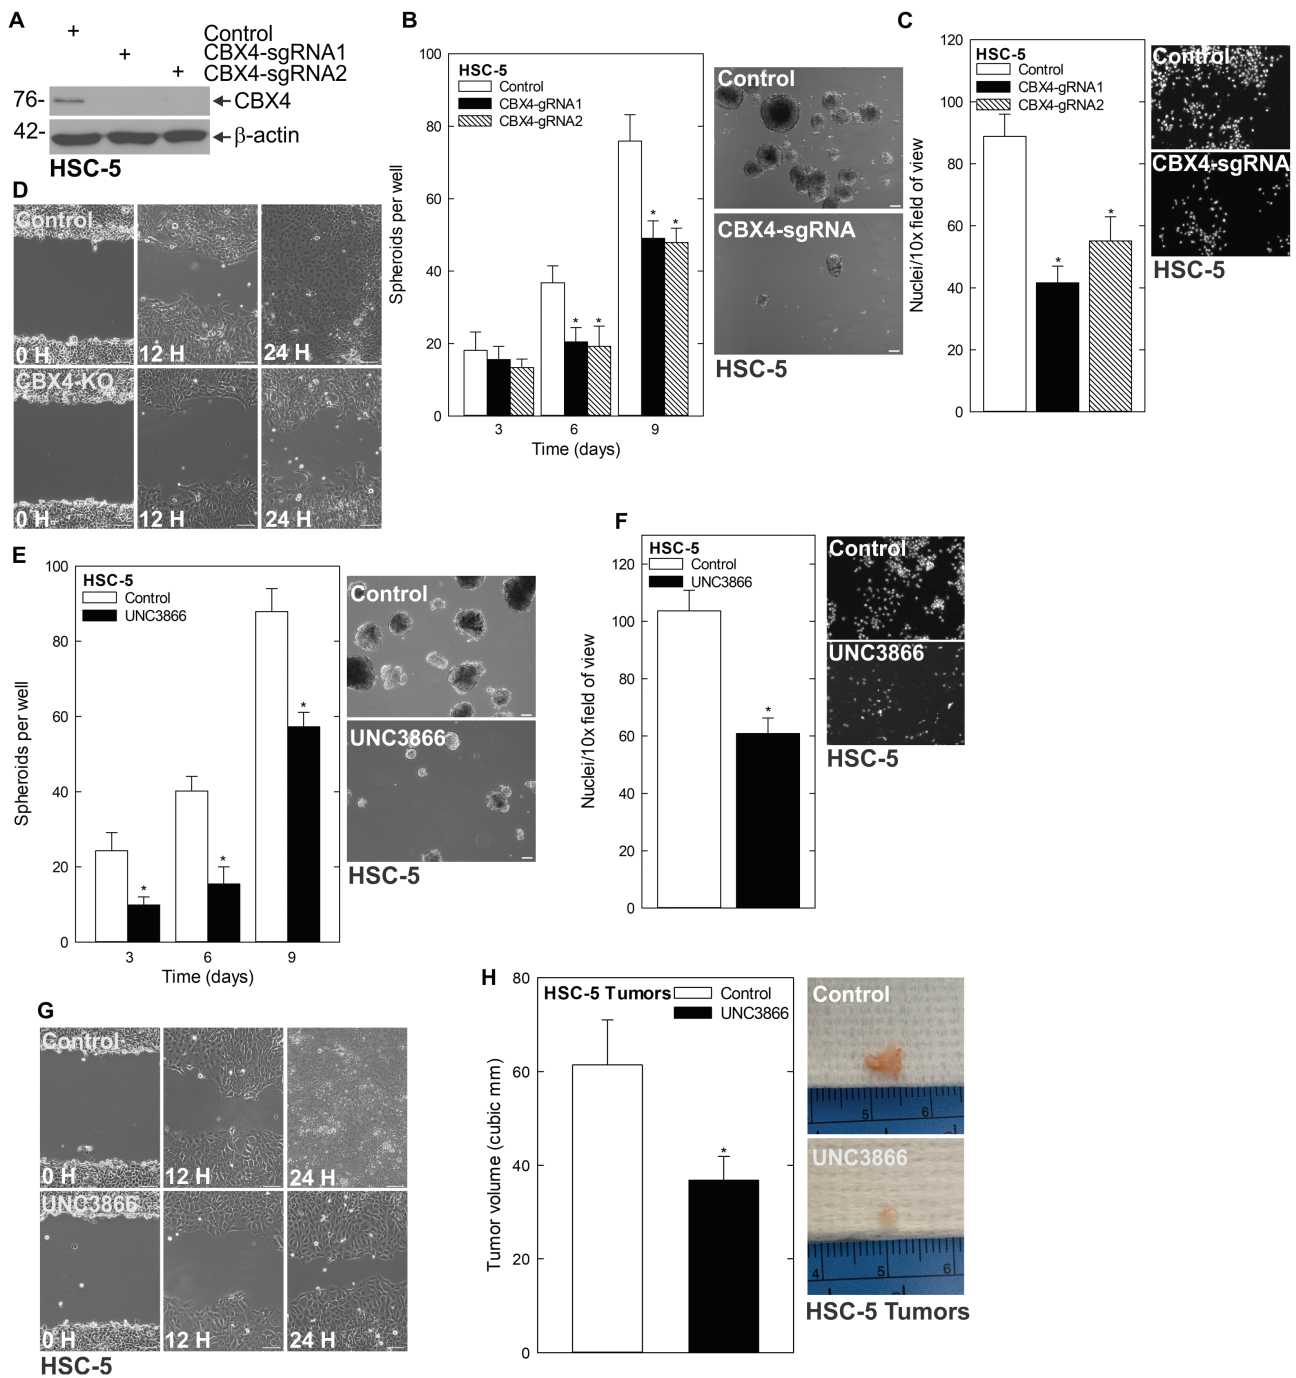 A
+
Control
+
CBX4-sgRNA1
+
CBX4-sgRNA2
76-
CBX4
42-
β-actin
HSC-5
B
HSC-5
Control
CBX4-gRNA1
CBX4-gRNA2
100
80
60
40
20
0
Spheroids per well
* *
* *
3 6 9
Time (days)
Control
CBX4-sgRNA
HSC-5
C
HSC-5
Control
CBX4-gRNA1
CBX4-gRNA2
120
100
80
60
40
20
0
Nuclei/10x field of view
*
*
Control
CBX4-sgRNA
HSC-5
D
Control
0 H 12 H 24 H
CBX4-KO
0 H 12 H 24 H
E
HSC-5
Control
UNC3866
100
80
60
40
20
0
Spheroids per well
*
*
*
3 6 9
Time (days)
Control
UNC3866
HSC-5
F
HSC-5
Control
UNC3866
120
100
80
60
40
20
0
Nuclei/10x field of view
*
Control
UNC3866
HSC-5
G
Control
0 H 12 H 24 H
UNC3866
0 H 12 H 24 H
HSC-5
H
HSC-5 Tumors
Control
UNC3866
80
60
40
20
0
Tumor volume (cubic mm)
*
Control
5 6
UNC3866
4 5 6
HSC-5 Tumors